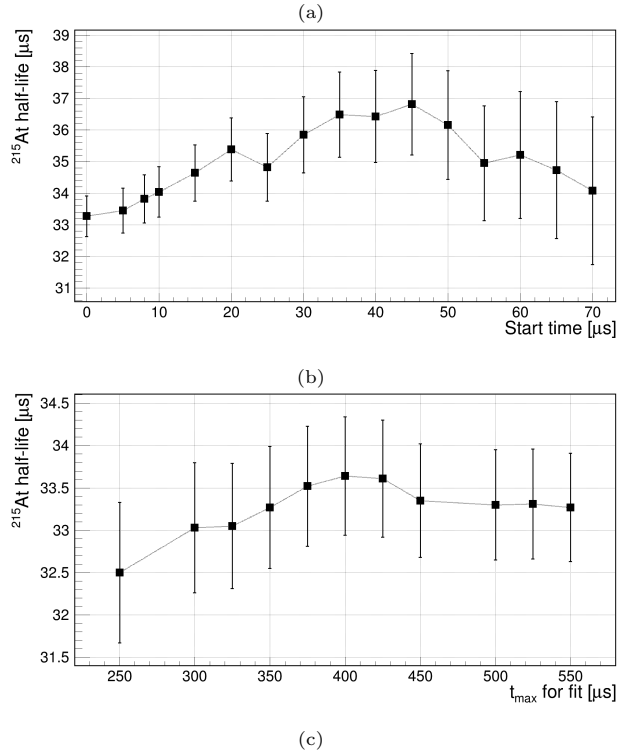 (a)
39
38
37
36
35
34
33
32
31
²¹⁵At half-life [μs]
0 10 20 30 40 50 60 70
Start time [μs]
(b)
34.5
34
33.5
33
32.5
32
31.5
²¹⁵At half-life [μs]
250 300 350 400 450 500 550
tₘₐₓ for fit [μs]
(c)